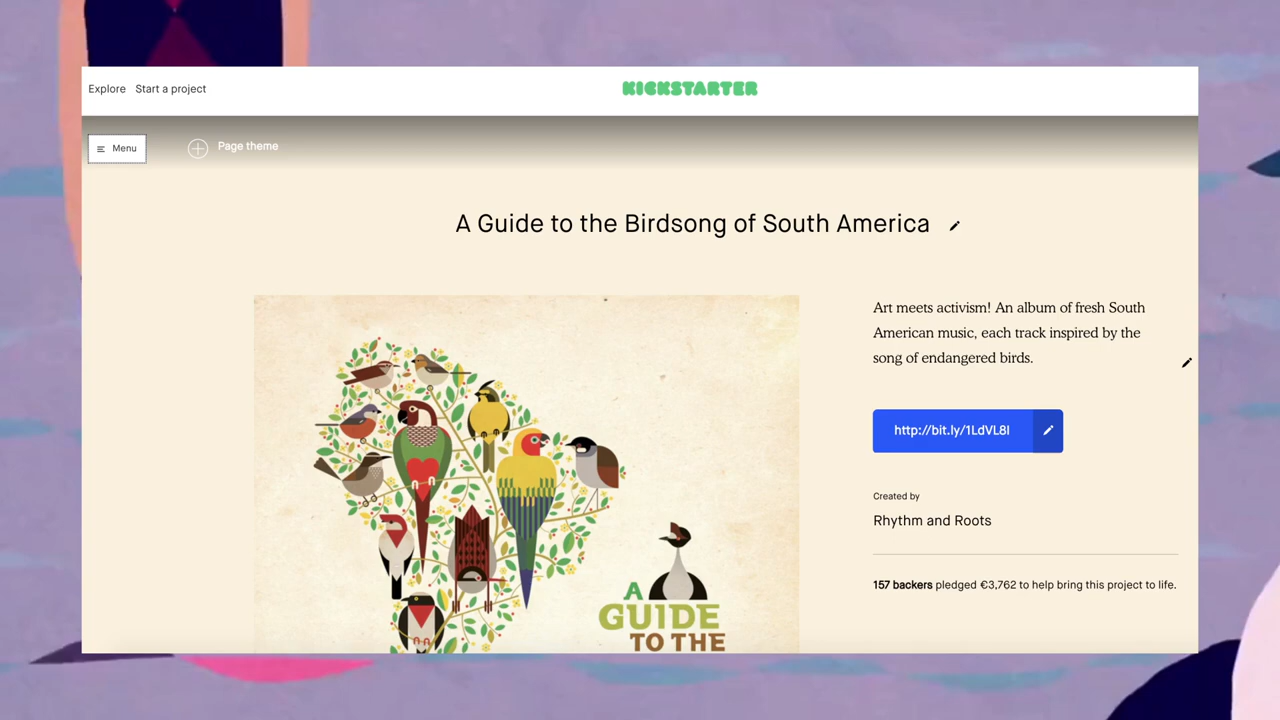 Explore Start a project
KICKSTARTER
Menu
Page theme
A Guide to the Birdsong of South America
Art meets activism! An album of fresh South
American music, each track inspired by the
song of endangered birds.
http://bit.ly/1LdVL8l
Created by
Rhythm and Roots
157 backers pledged €3,762 to help bring this project to life.
A
GUIDE
TO THE